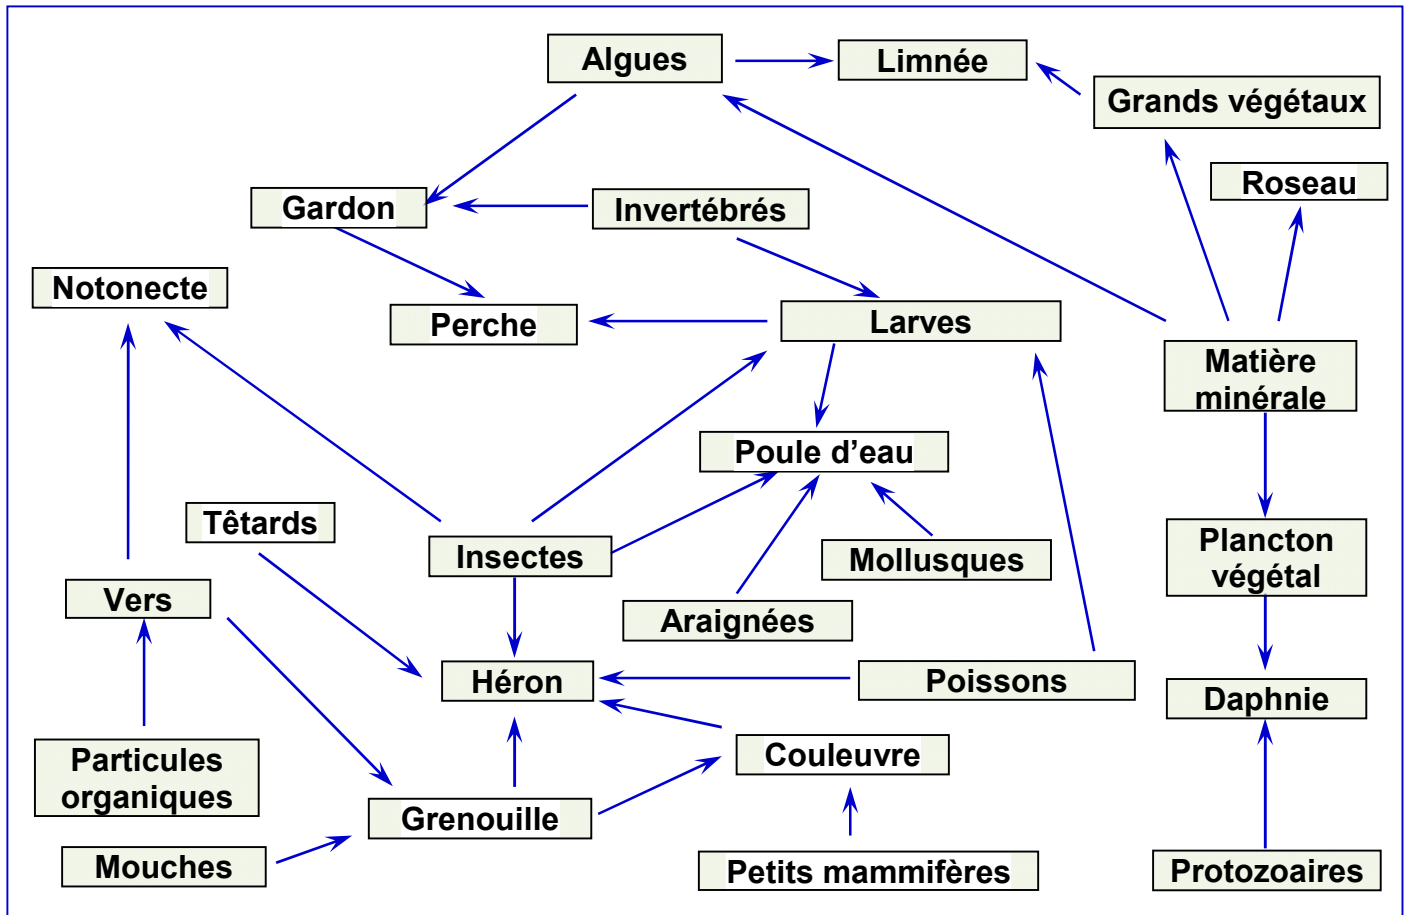 Algues
Limnée
Grands végétaux
Roseau
Gardon
Invertébrés
Notonecte
Perche
Larves
Matière
minérale
Poule d’eau
Têtards
Insectes
Mollusques
Plancton
végétal
Vers
Araignées
Héron
Poissons
Daphnie
Particules
organiques
Couleuvre
Grenouille
Mouches
Petits mammifères
Protozoaires